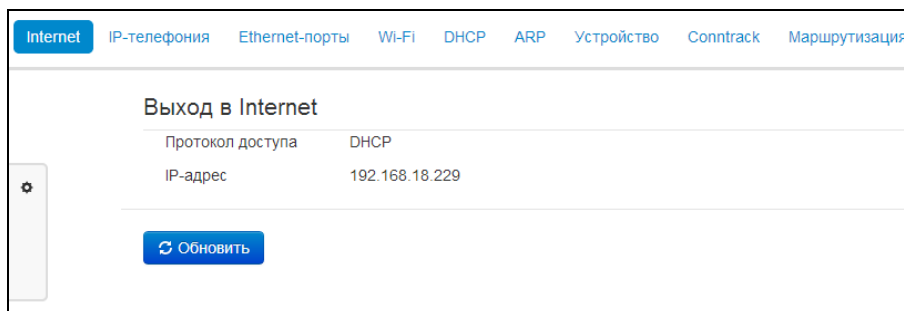 Internet IP-телефония Ethernet-порты Wi-Fi DHCP ARP Устройство Conntrack Маршрутизация
Выход в Internet
Протокол доступа DHCP
IP-адрес 192.168.18.229
Обновить